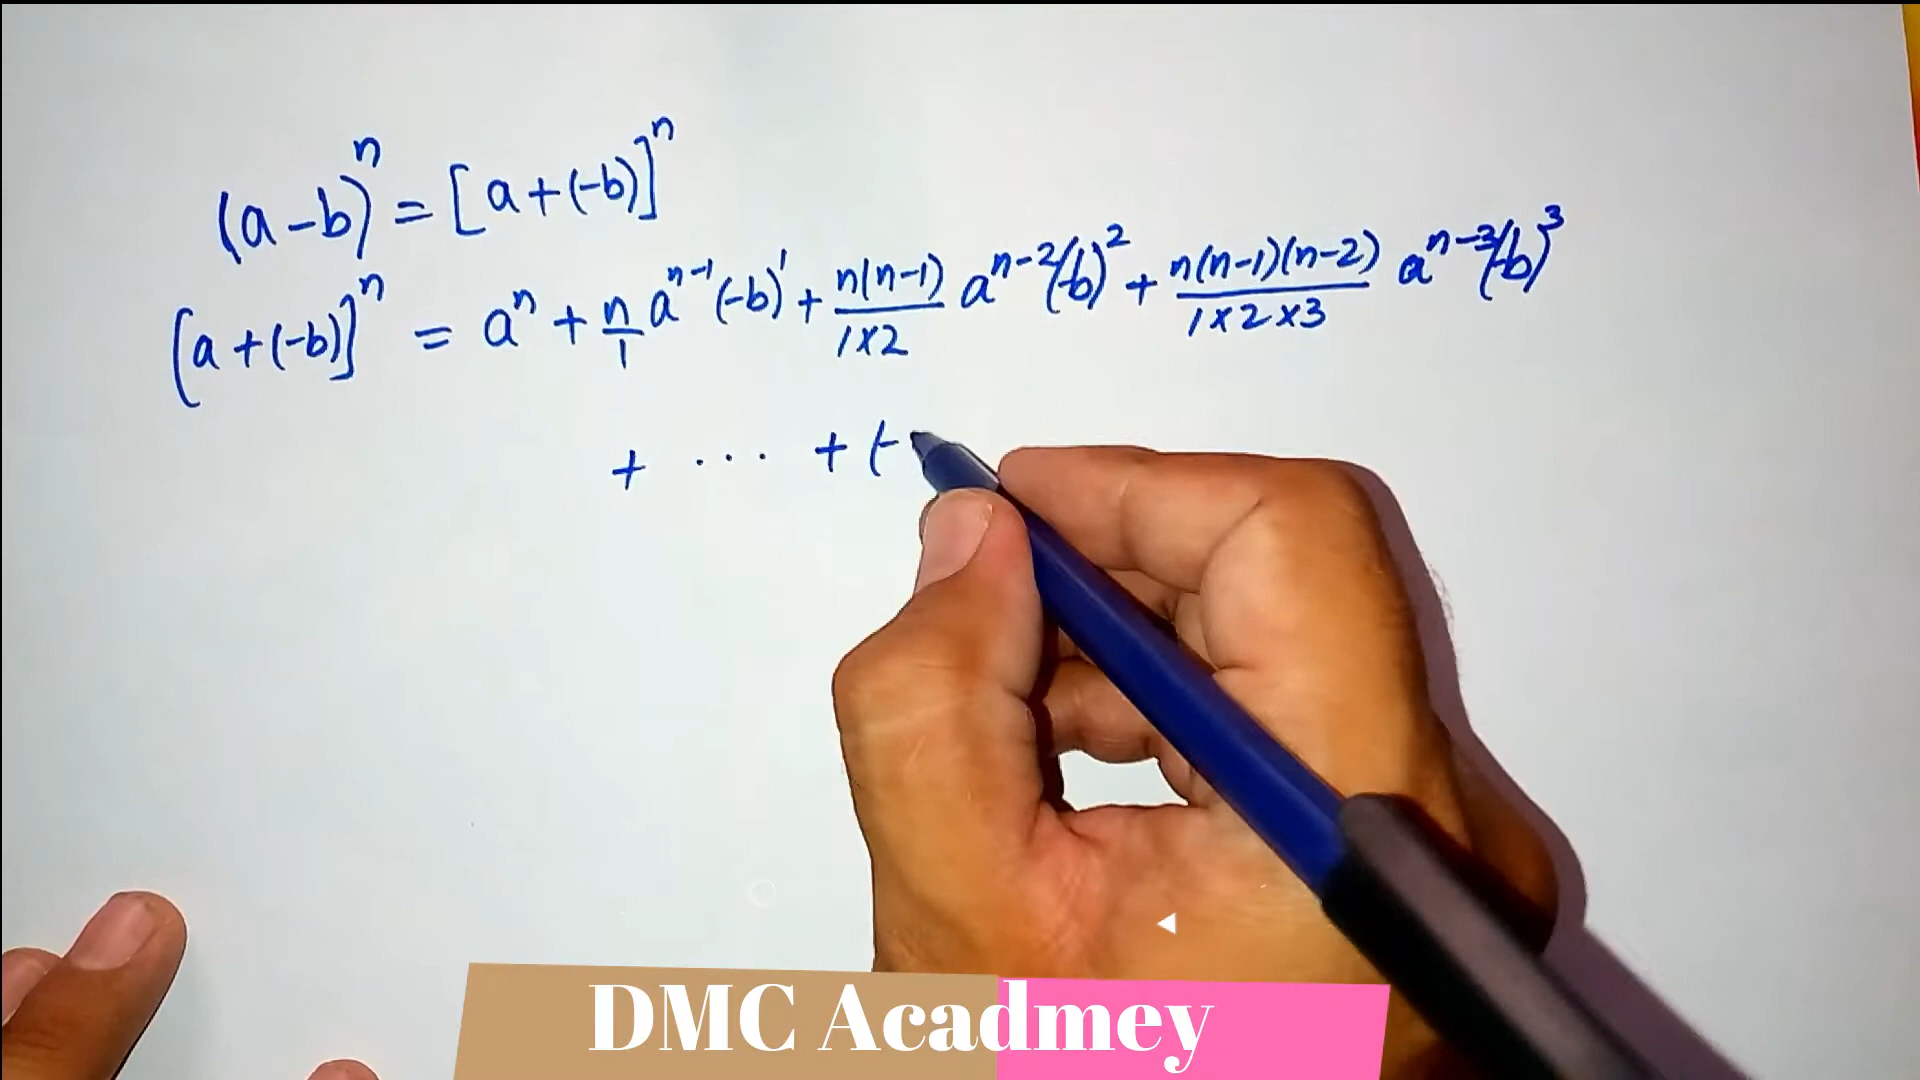 (a-b)^n = [a+(-b)]^n
[a+(-b)]^n = a^n + n/1 a^(n-1) (-b)^1 + n(n-1)/1×2 a^(n-2) (-b)^2 + n(n-1)(n-2)/1×2×3 a^(n-3) (-b)^3
+ ... + (-
DMC Acadmey